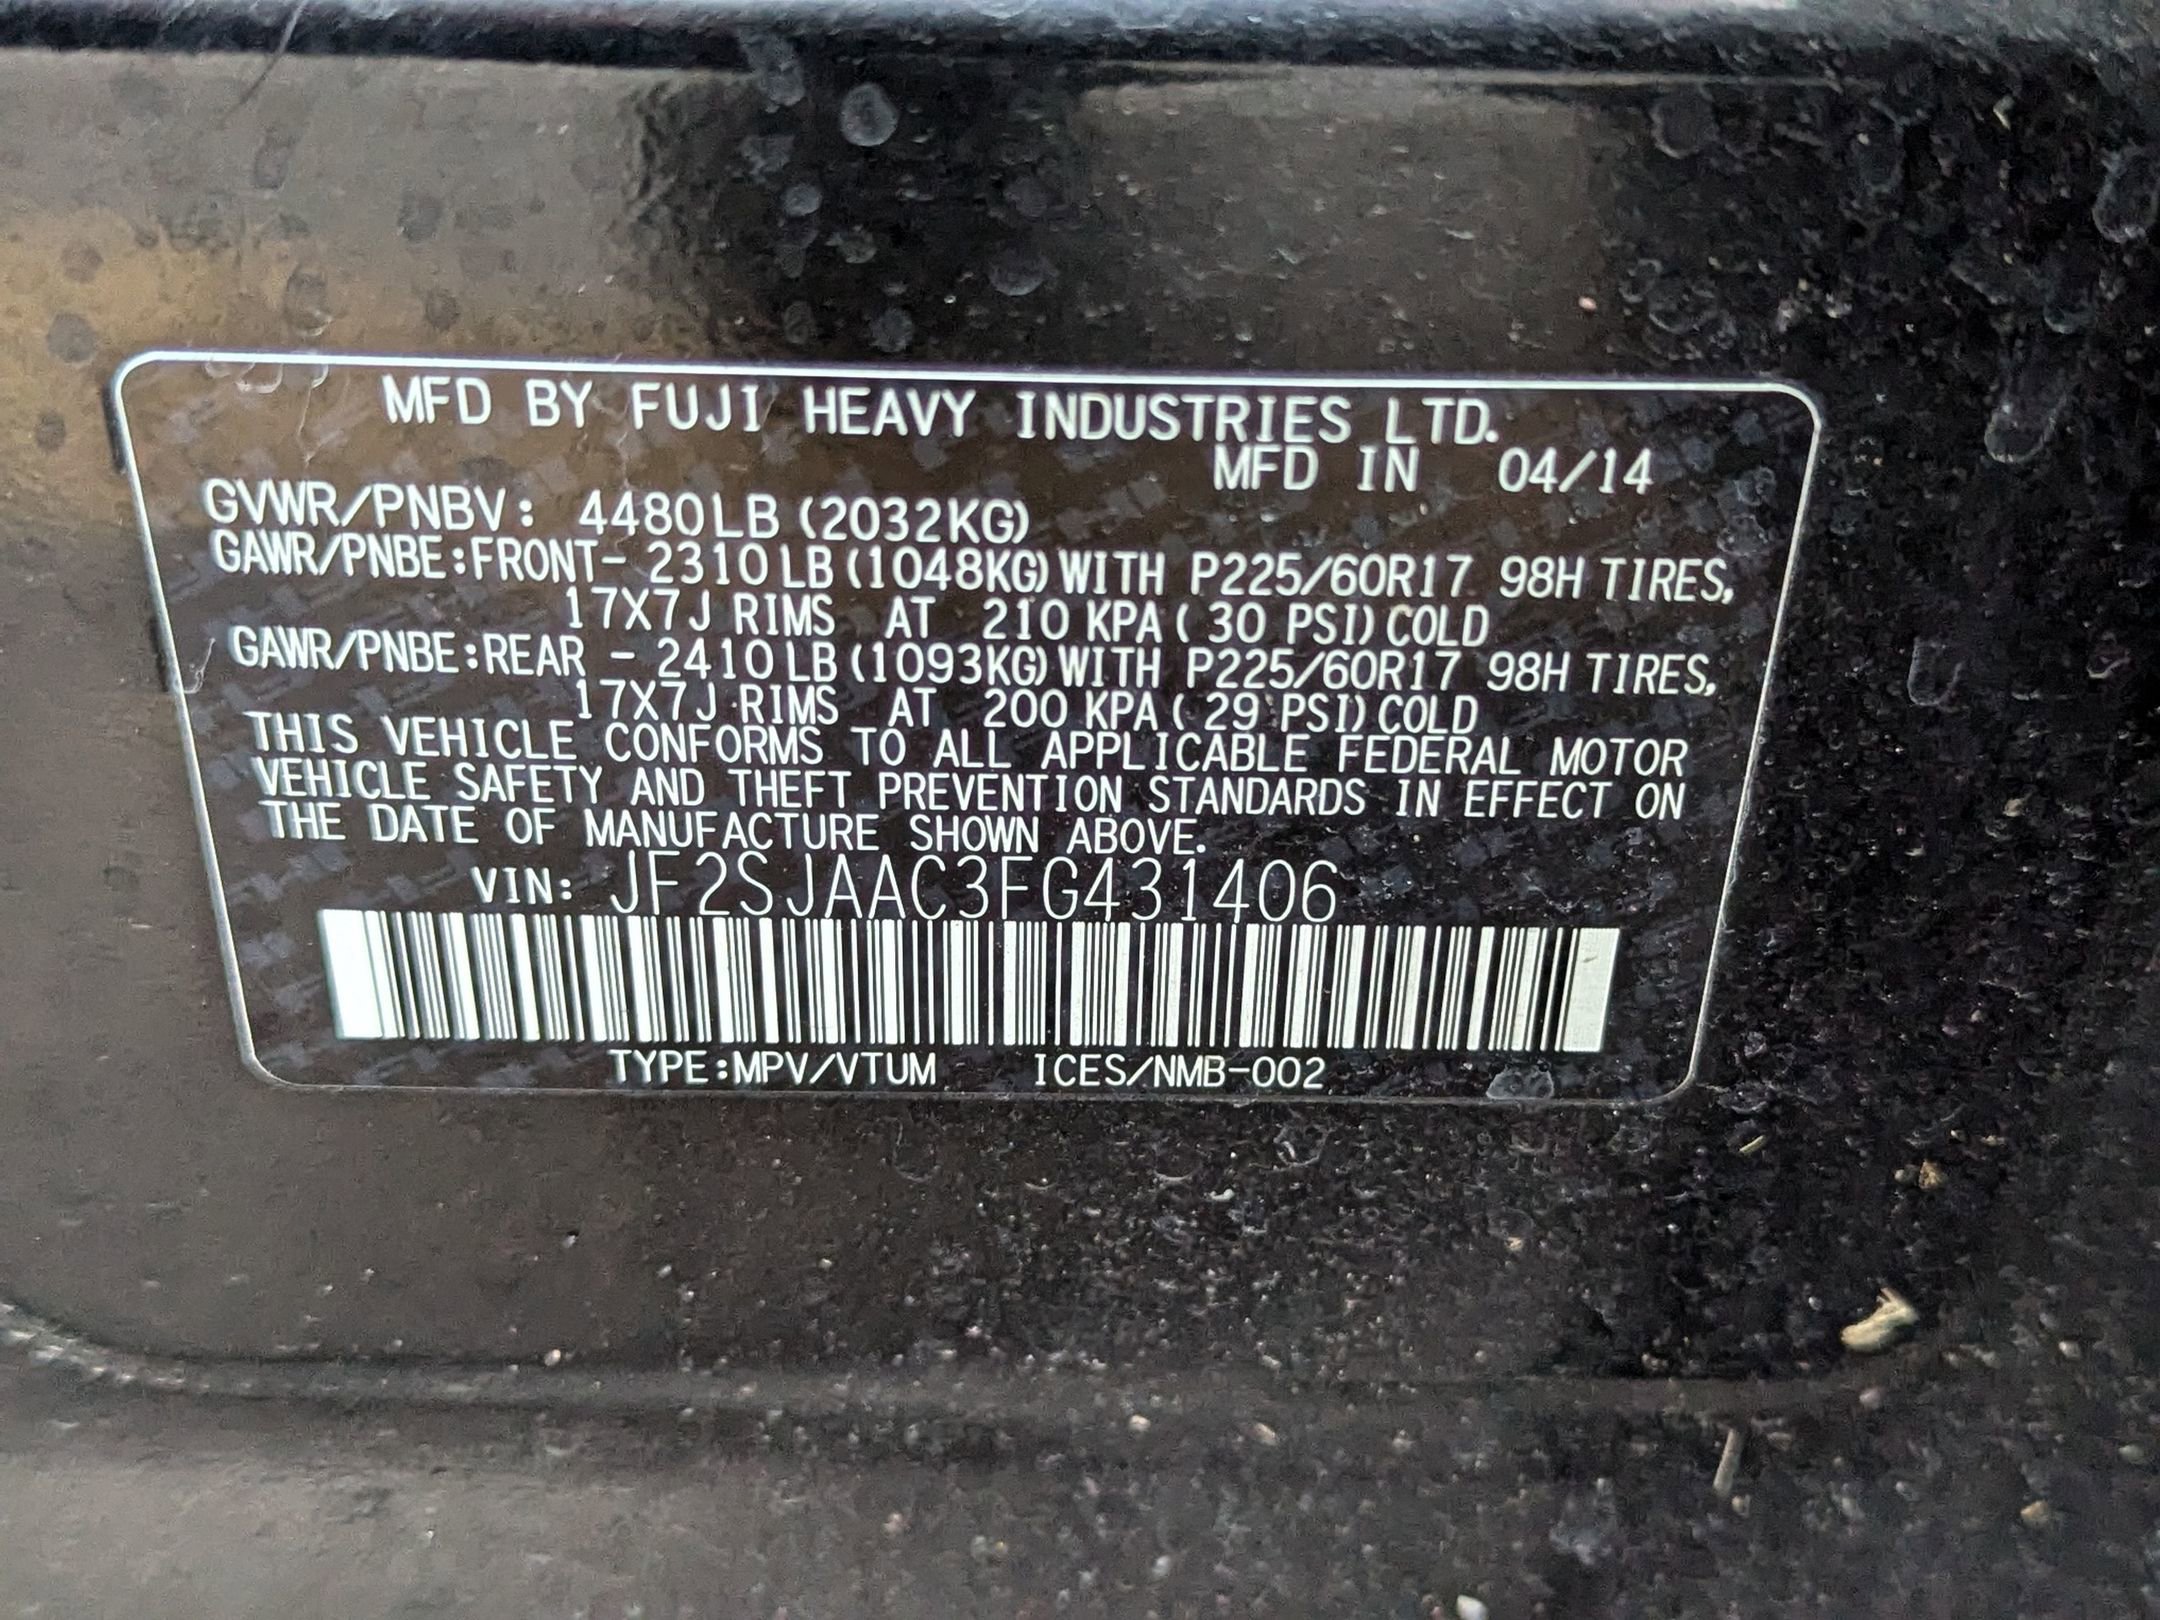 MFD BY FUJI HEAVY INDUSTRIES LTD.
MFD IN 04/14
GVWR/PNBV: 4480LB (2032KG)
GAWR/PNBE:FRONT- 2310LB (1048KG) WITH P225/60R17 98H TIRES,
17X7J RIMS AT 210 KPA ( 30 PSI) COLD
GAWR/PNBE:REAR - 2410LB (1093KG) WITH P225/60R17 98H TIRES,
17X7J RIMS AT 200 KPA ( 29 PSI) COLD
THIS VEHICLE CONFORMS TO ALL APPLICABLE FEDERAL MOTOR
VEHICLE SAFETY AND THEFT PREVENTION STANDARDS IN EFFECT ON
THE DATE OF MANUFACTURE SHOWN ABOVE.
VIN: JF2SJAAC3FG431406
TYPE:MPV/VTUM ICES/NMB-002